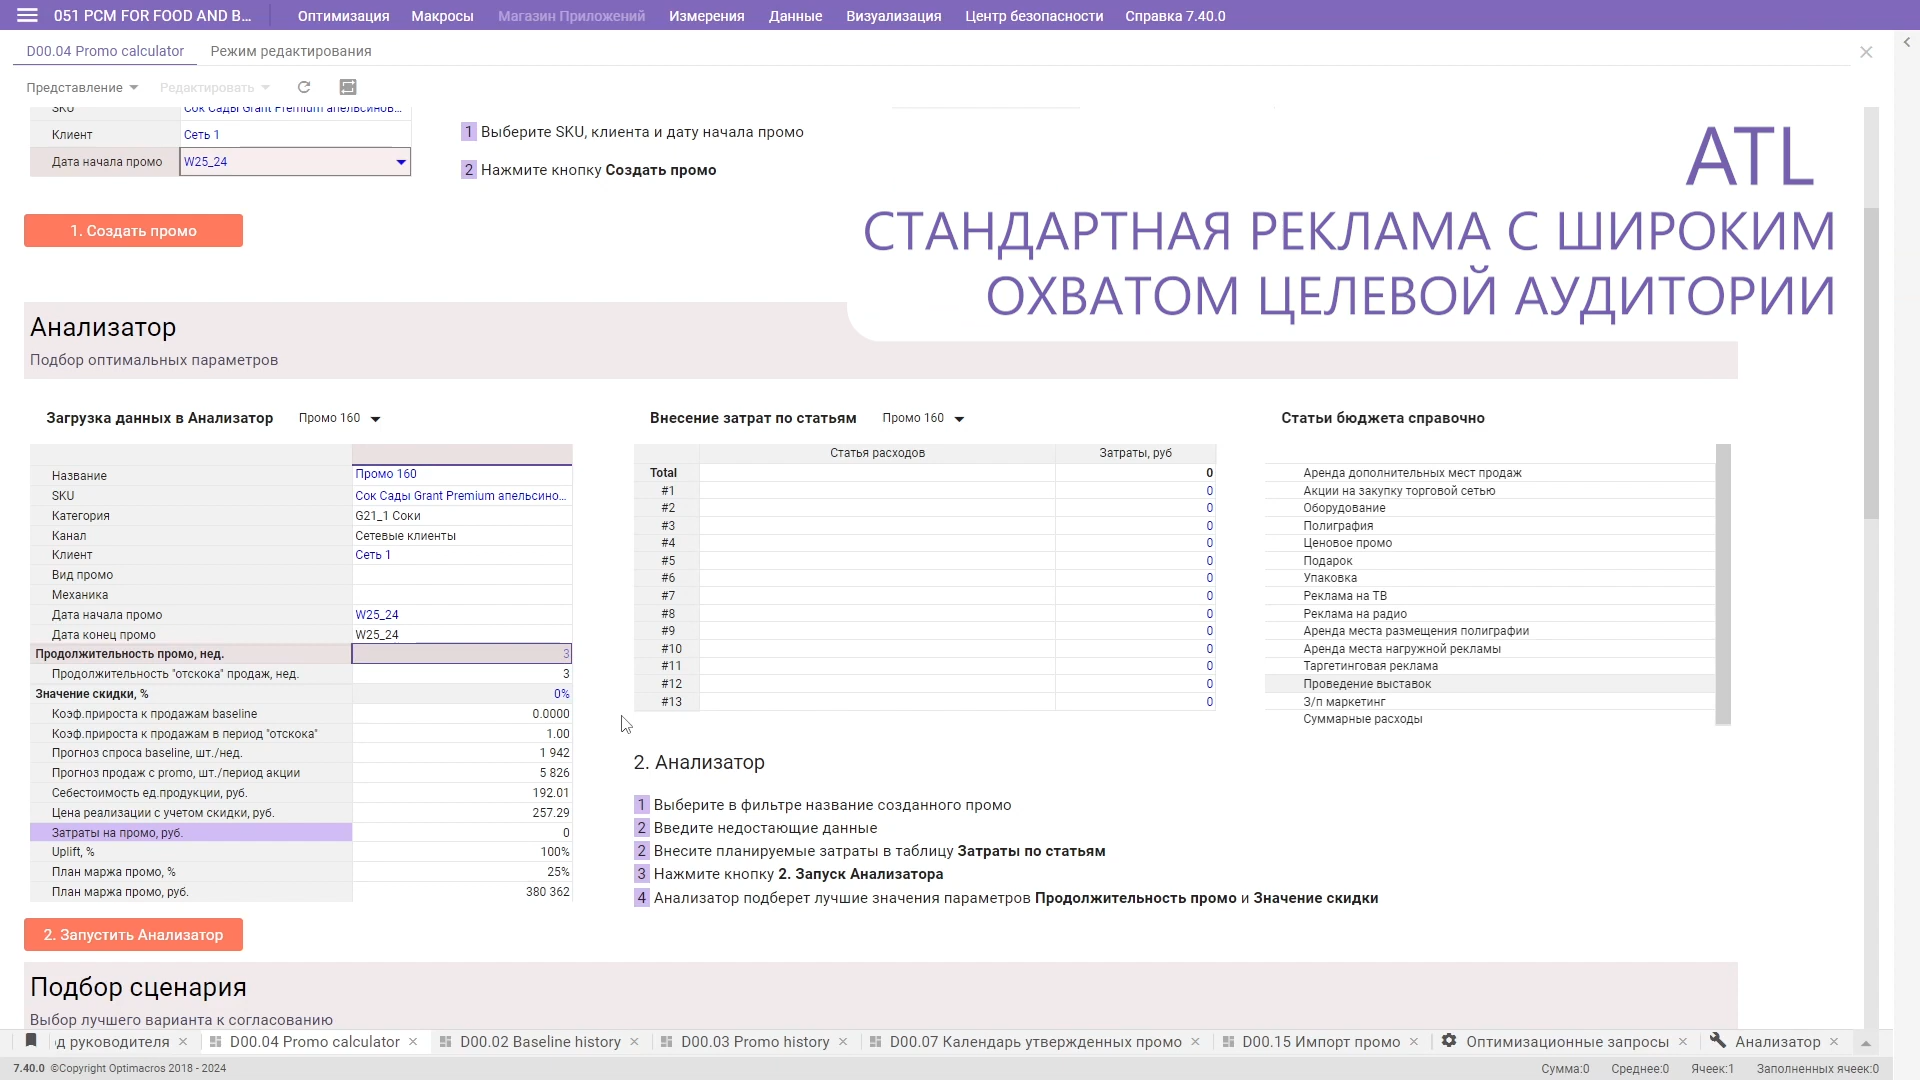 051 PCM FOR FOOD AND B...
Оптимизация
Макросы
Магазин Приложений
Измерения
Данные
Визуализация
Центр безопасности
Справка 7.40.0
D00.04 Promo calculator
Режим редактирования
Представление
Редактировать
SKU
Сок Сады Grant Premium апельсинов...
Клиент
Сеть 1
Дата начала промо
W25_24
1 Выберите SKU, клиента и дату начала промо
2 Нажмите кнопку Создать промо
ATL
СТАНДАРТНАЯ РЕКЛАМА С ШИРОКИМ
ОХВАТОМ ЦЕЛЕВОЙ АУДИТОРИИ
1. Создать промо
Анализатор
Подбор оптимальных параметров
Загрузка данных в Анализатор
Промо 160
Название
Промо 160
SKU
Сок Сады Grant Premium апельсино...
Категория
G21_1 Соки
Канал
Сетевые клиенты
Клиент
Сеть 1
Вид промо
Механика
Дата начала промо
W25_24
Дата конец промо
W25_24
Продолжительность промо, нед.
3
Продолжительность "отскока" продаж, нед.
3
Значение скидки, %
0%
Коэф.прироста к продажам baseline
0.0000
Коэф.прироста к продажам в период "отскока"
1.00
Прогноз спроса baseline, шт./нед.
1 942
Прогноз продаж с promo, шт./период акции
5 826
Себестоимость ед.продукции, руб.
192.01
Цена реализации с учетом скидки, руб.
257.29
Затраты на промо, руб.
0
Uplift, %
100%
План маржа промо, %
25%
План маржа промо, руб.
380 362
2. Запустить Анализатор
Внесение затрат по статьям
Промо 160
Статья расходов
Затраты, руб
Total
0
#1
0
#2
0
#3
0
#4
0
#5
0
#6
0
#7
0
#8
0
#9
0
#10
0
#11
0
#12
0
#13
0
Статьи бюджета справочно
Аренда дополнительных мест продаж
Акции на закупку торговой сетью
Оборудование
Полиграфия
Ценовое промо
Подарок
Упаковка
Реклама на ТВ
Реклама на радио
Аренда места размещения полиграфии
Аренда места нагружной рекламы
Таргетинговая реклама
Проведение выставок
З/п маркетинг
Суммарные расходы
2. Анализатор
1 Выберите в фильтре название созданного промо
2 Введите недостающие данные
2 Внесите планируемые затраты в таблицу Затраты по статьям
3 Нажмите кнопку 2. Запуск Анализатора
4 Анализатор подберет лучшие значения параметров Продолжительность промо и Значение скидки
Подбор сценария
Выбор лучшего варианта к согласованию
д руководителя
D00.04 Promo calculator
D00.02 Baseline history
D00.03 Promo history
D00.07 Календарь утвержденных промо
D00.15 Импорт промо
Оптимизационные запросы
Анализатор
7.40.0 ©Copyright Optimacros 2018 - 2024
Сумма:0
Среднее:0
Ячеек:1
Заполненных ячеек:0